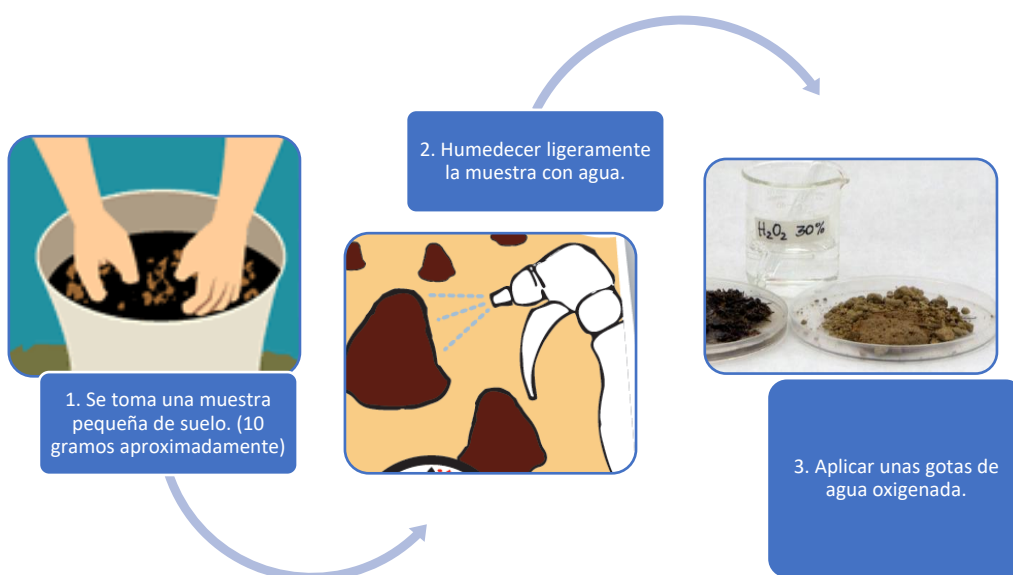 1. Se toma una muestra
pequeña de suelo. (10
gramos aproximadamente)
2. Humedecer ligeramente
la muestra con agua.
H₂O₂ 30%
3. Aplicar unas gotas de
agua oxigenada.